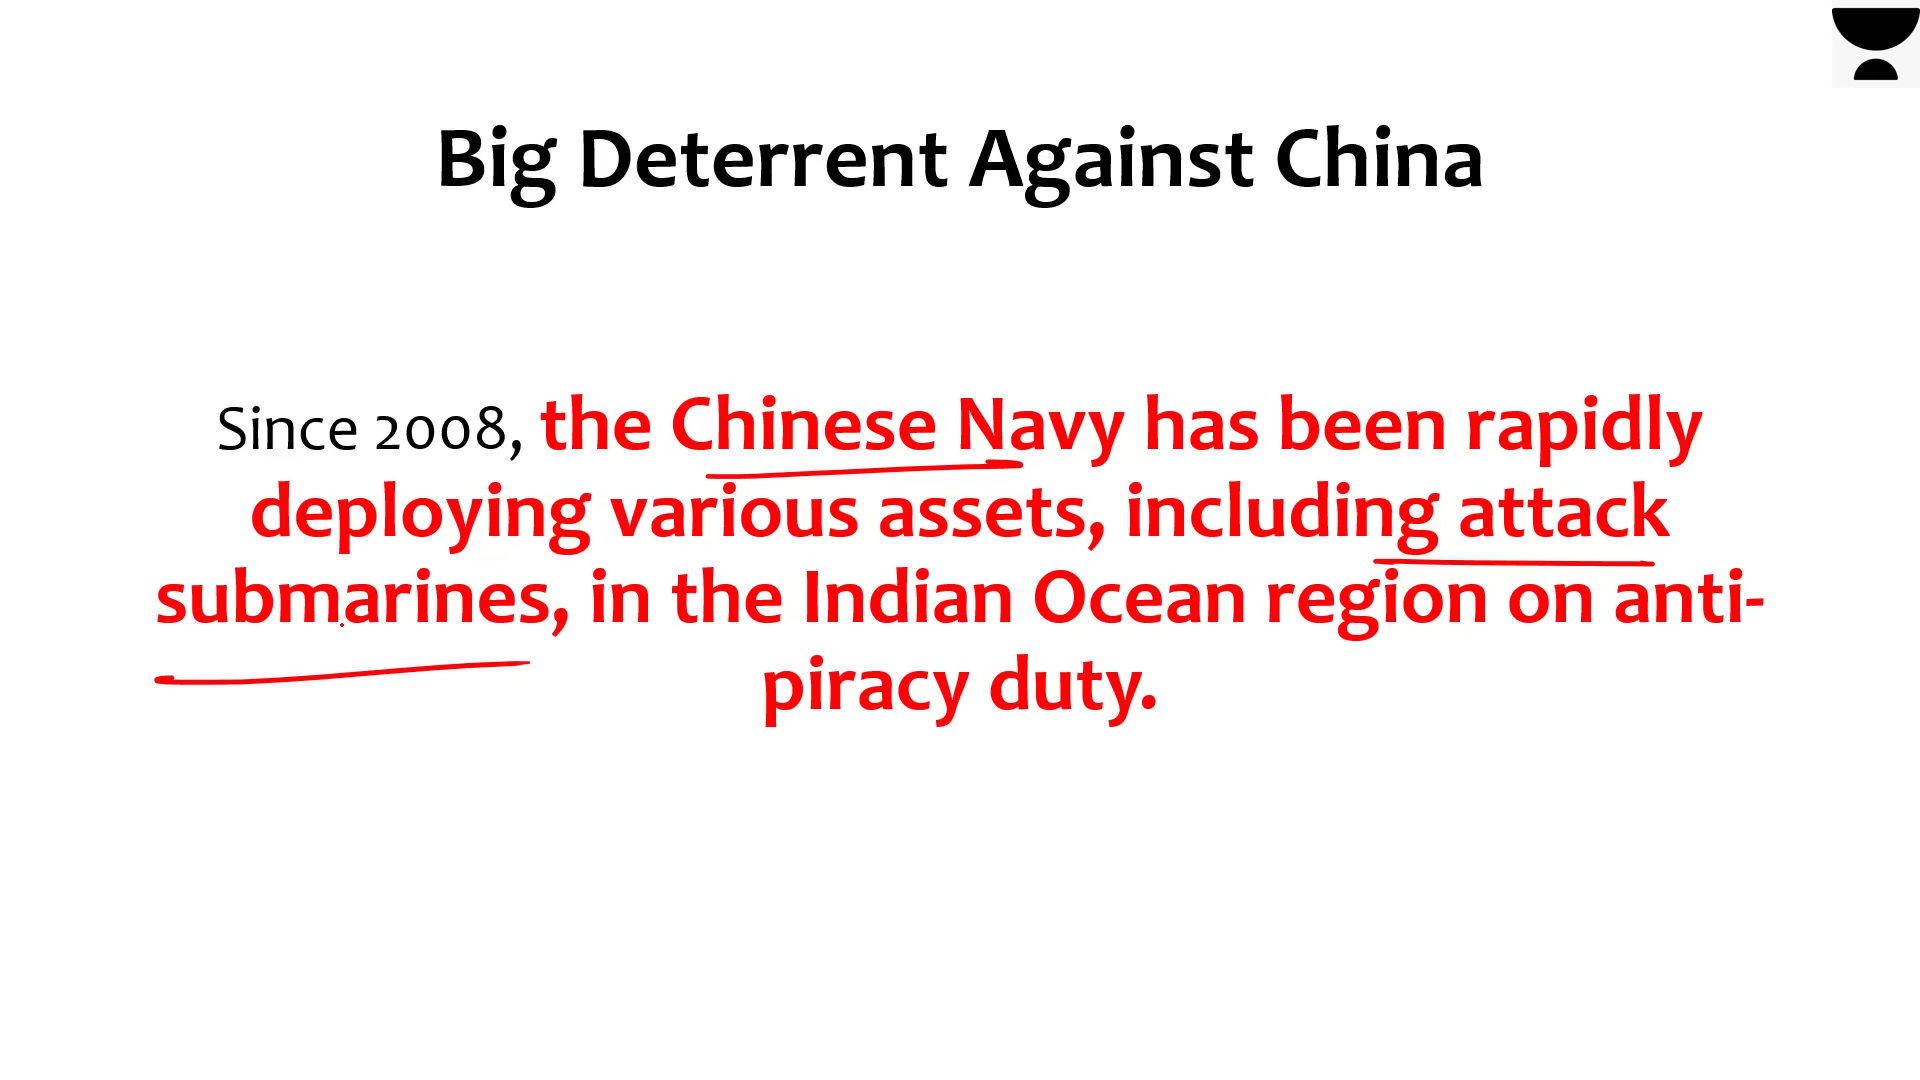 Big Deterrent Against China
Since 2008, the Chinese Navy has been rapidly
deploying various assets, including attack
submarines, in the Indian Ocean region on anti-
piracy duty.